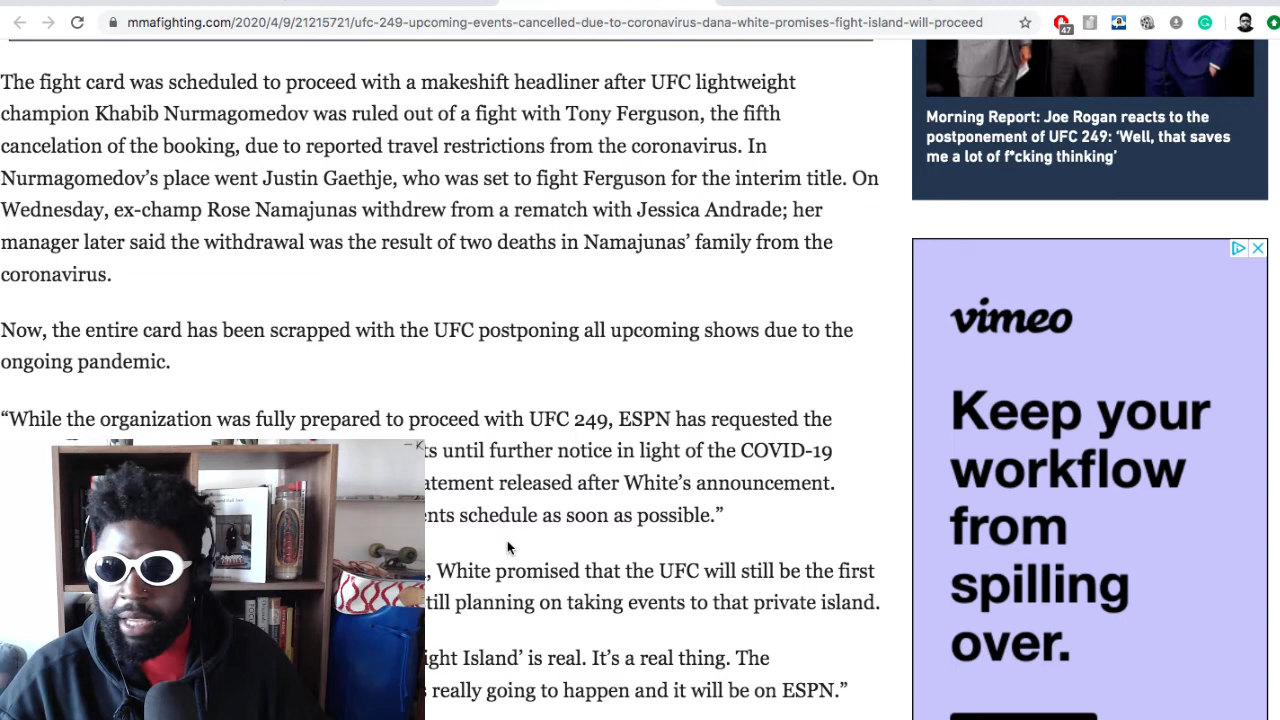 mmafighting.com/2020/4/9/21215721/ufc-249-upcoming-events-cancelled-due-to-coronavirus-dana-white-promises-fight-island-will-proceed
47
The fight card was scheduled to proceed with a makeshift headliner after UFC lightweight
champion Khabib Nurmagomedov was ruled out of a fight with Tony Ferguson, the fifth
cancelation of the booking, due to reported travel restrictions from the coronavirus. In
Nurmagomedov’s place went Justin Gaethje, who was set to fight Ferguson for the interim title. On
Wednesday, ex-champ Rose Namajunas withdrew from a rematch with Jessica Andrade; her
manager later said the withdrawal was the result of two deaths in Namajunas’ family from the
coronavirus.
Now, the entire card has been scrapped with the UFC postponing all upcoming shows due to the
ongoing pandemic.
“While the organization was fully prepared to proceed with UFC 249, ESPN has requested the
until further notice in light of the COVID-19
released after White’s announcement.
schedule as soon as possible.”
White promised that the UFC will still be the first
planning on taking events to that private island.
Island’ is real. It’s a real thing. The
really going to happen and it will be on ESPN.”
Morning Report: Joe Rogan reacts to the
postponement of UFC 249: ‘Well, that saves
me a lot of f*cking thinking’
vimeo
Keep your
workflow
from
spilling
over.